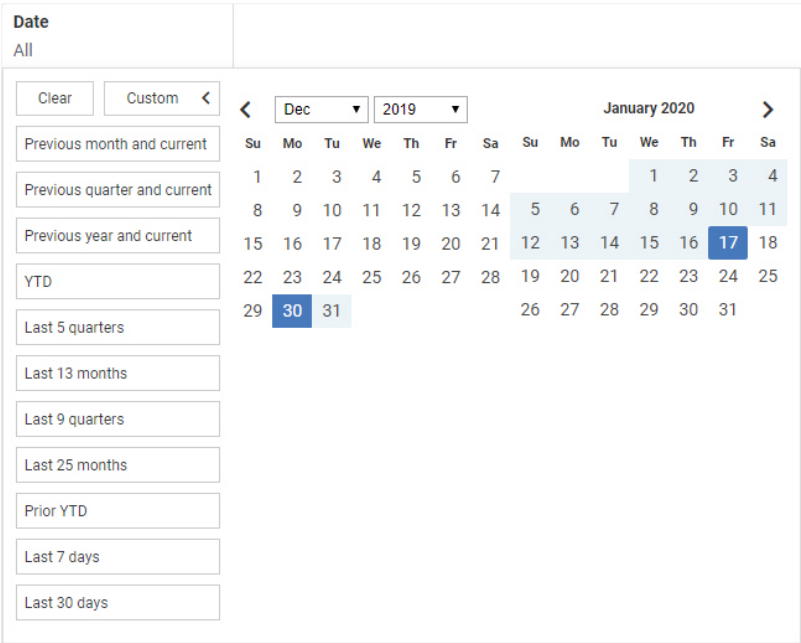 Date
All
Clear
Custom
Previous month and current
Previous quarter and current
Previous year and current
YTD
Last 5 quarters
Last 13 months
Last 9 quarters
Last 25 months
Prior YTD
Last 7 days
Last 30 days
Dec 2019
Su Mo Tu We Th Fr Sa
1 2 3 4 5 6 7
8 9 10 11 12 13 14
15 16 17 18 19 20 21
22 23 24 25 26 27 28
29 30 31
January 2020
Su Mo Tu We Th Fr Sa
1 2 3 4
5 6 7 8 9 10 11
12 13 14 15 16 17 18
19 20 21 22 23 24 25
26 27 28 29 30 31